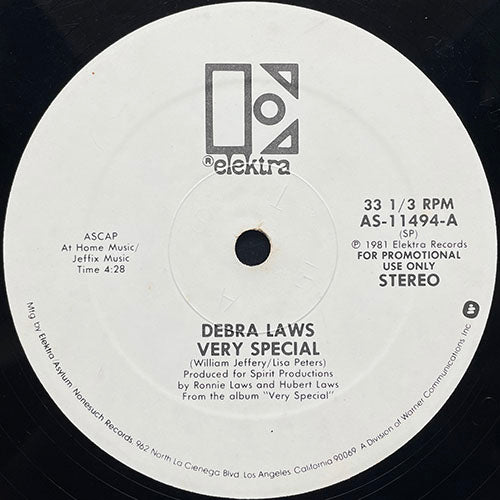 ® elektra
33 1/3 RPM
AS-11494-A
(SP)
℗ 1981 Elektra Records
FOR PROMOTIONAL
USE ONLY
STEREO
ASCAP
At Home Music/
Jeffix Music
Time 4:28
DEBRA LAWS
VERY SPECIAL
(William Jeffery/Lisa Peters)
Produced for Spirit Productions
by Ronnie Laws and Hubert Laws
From the album "Very Special"
Mfg. by Elektra Asylum Nonesuch Records. 962 North La Cienega Blvd. Los Angeles. California 90069. A Division of Warner Communications Inc.